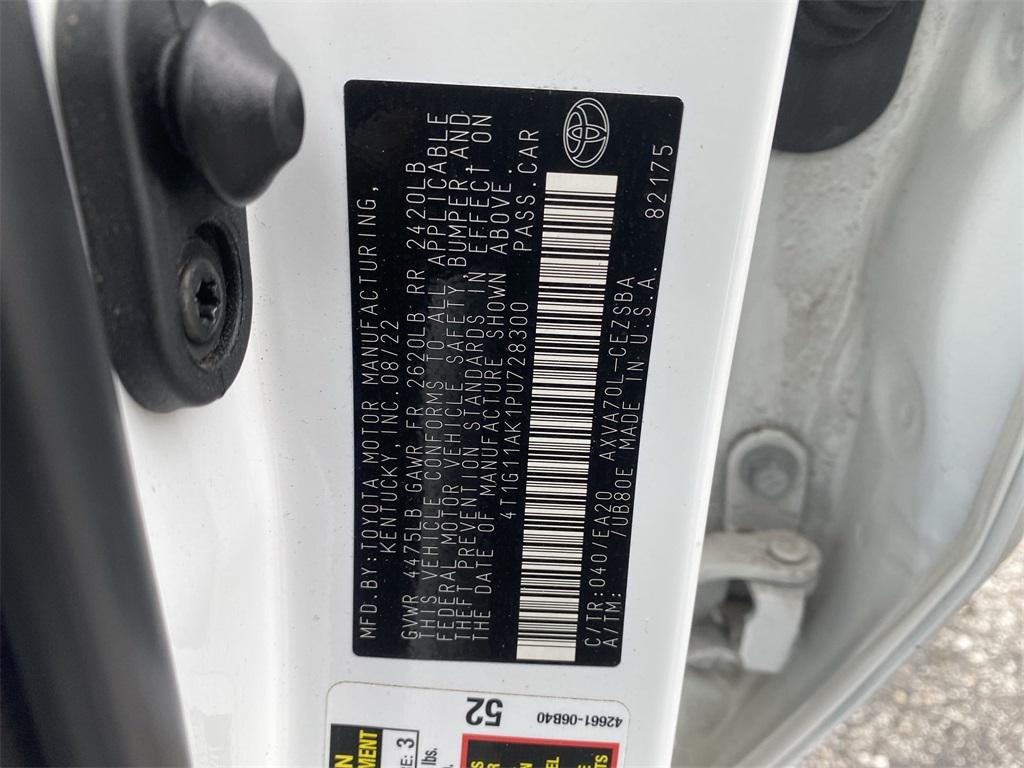 MFD.BY:TOYOTA MOTOR MANUFACTURING,
KENTUCKY, INC. 08/22
GVWR 4475LB GAWR FR 2620LB RR 2420LB
THIS VEHICLE CONFORMS TO ALL APPLICABLE
FEDERAL MOTOR VEHICLE SAFETY,BUMPER,AND
THEFT PREVENTION STANDARDS IN EFFECT ON
THE DATE OF MANUFACTURE SHOWN ABOVE.
4T1G11AK1PU728300 PASS.CAR
C/TR:040/EA20 AXVA70L-CEZSBA 82175
A/TM: /UB80E MADE IN U.S.A.
52
42661-06B40
3
lbs.